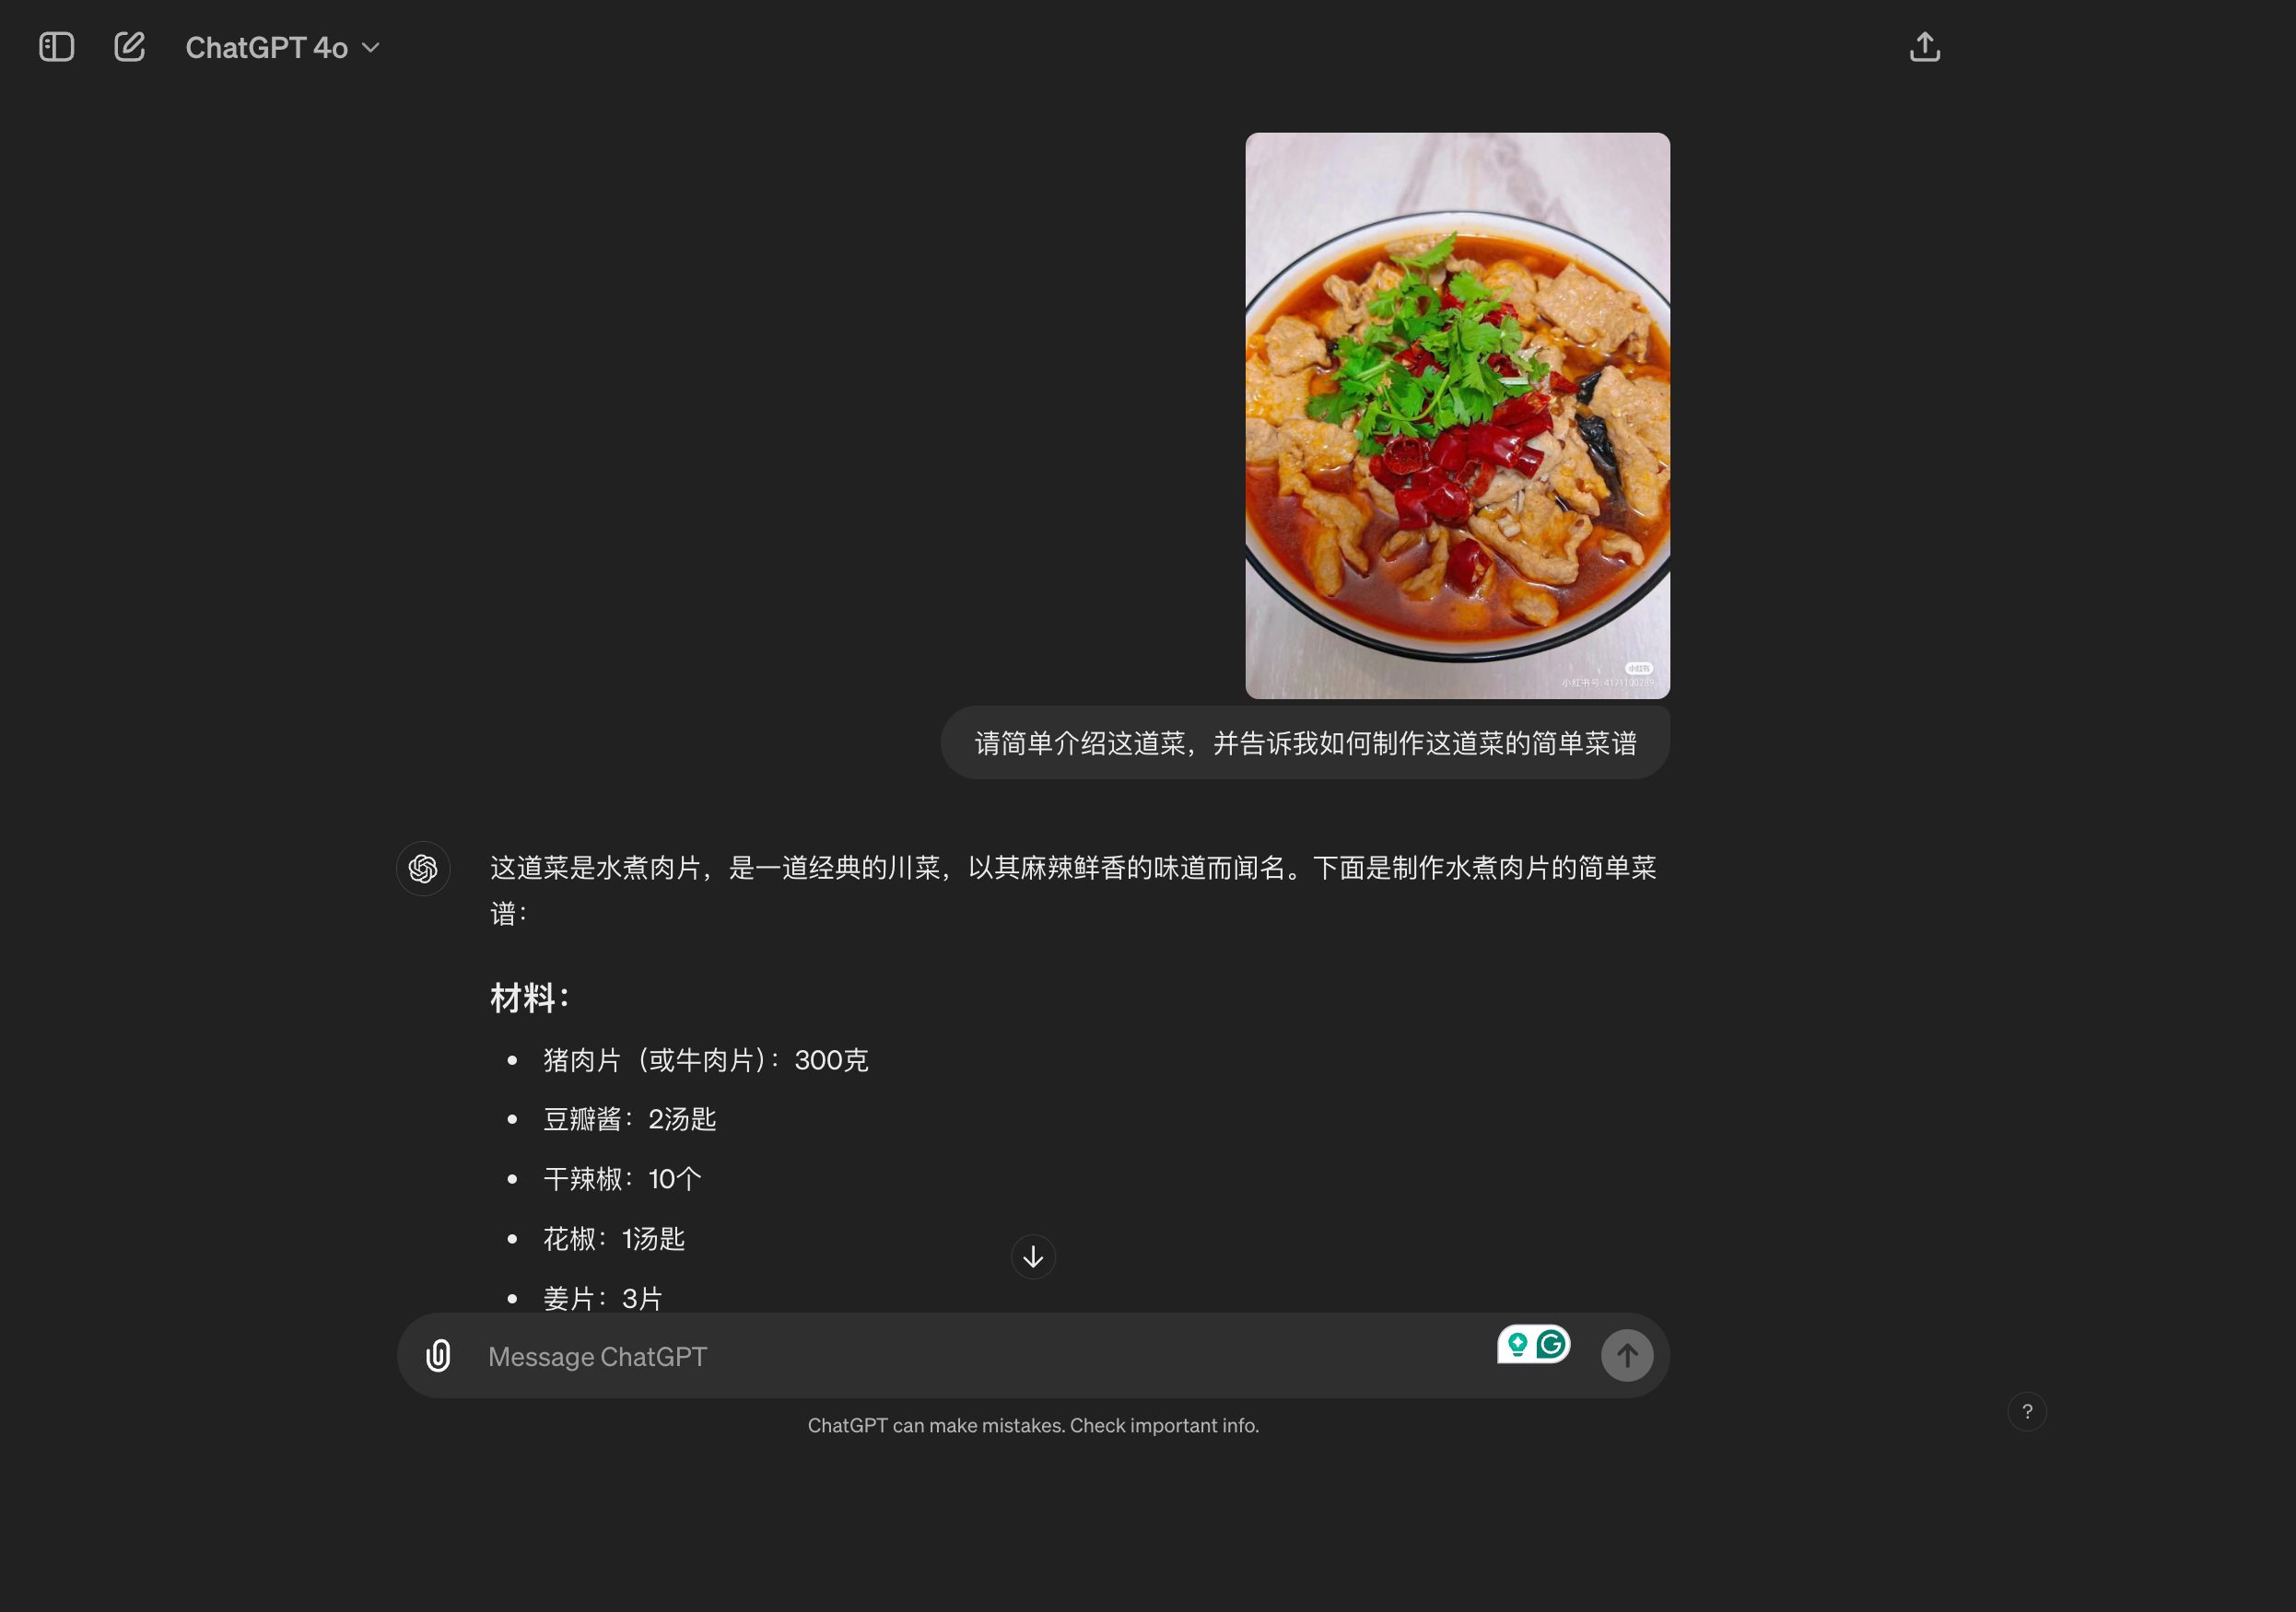 ChatGPT 4o
小红书
小红书号: 4171100289
请简单介绍这道菜，并告诉我如何制作这道菜的简单菜谱
这道菜是水煮肉片，是一道经典的川菜，以其麻辣鲜香的味道而闻名。下面是制作水煮肉片的简单菜
谱：
材料：
猪肉片（或牛肉片）：300克
豆瓣酱：2汤匙
干辣椒：10个
花椒：1汤匙
姜片：3片
Message ChatGPT
ChatGPT can make mistakes. Check important info.
?